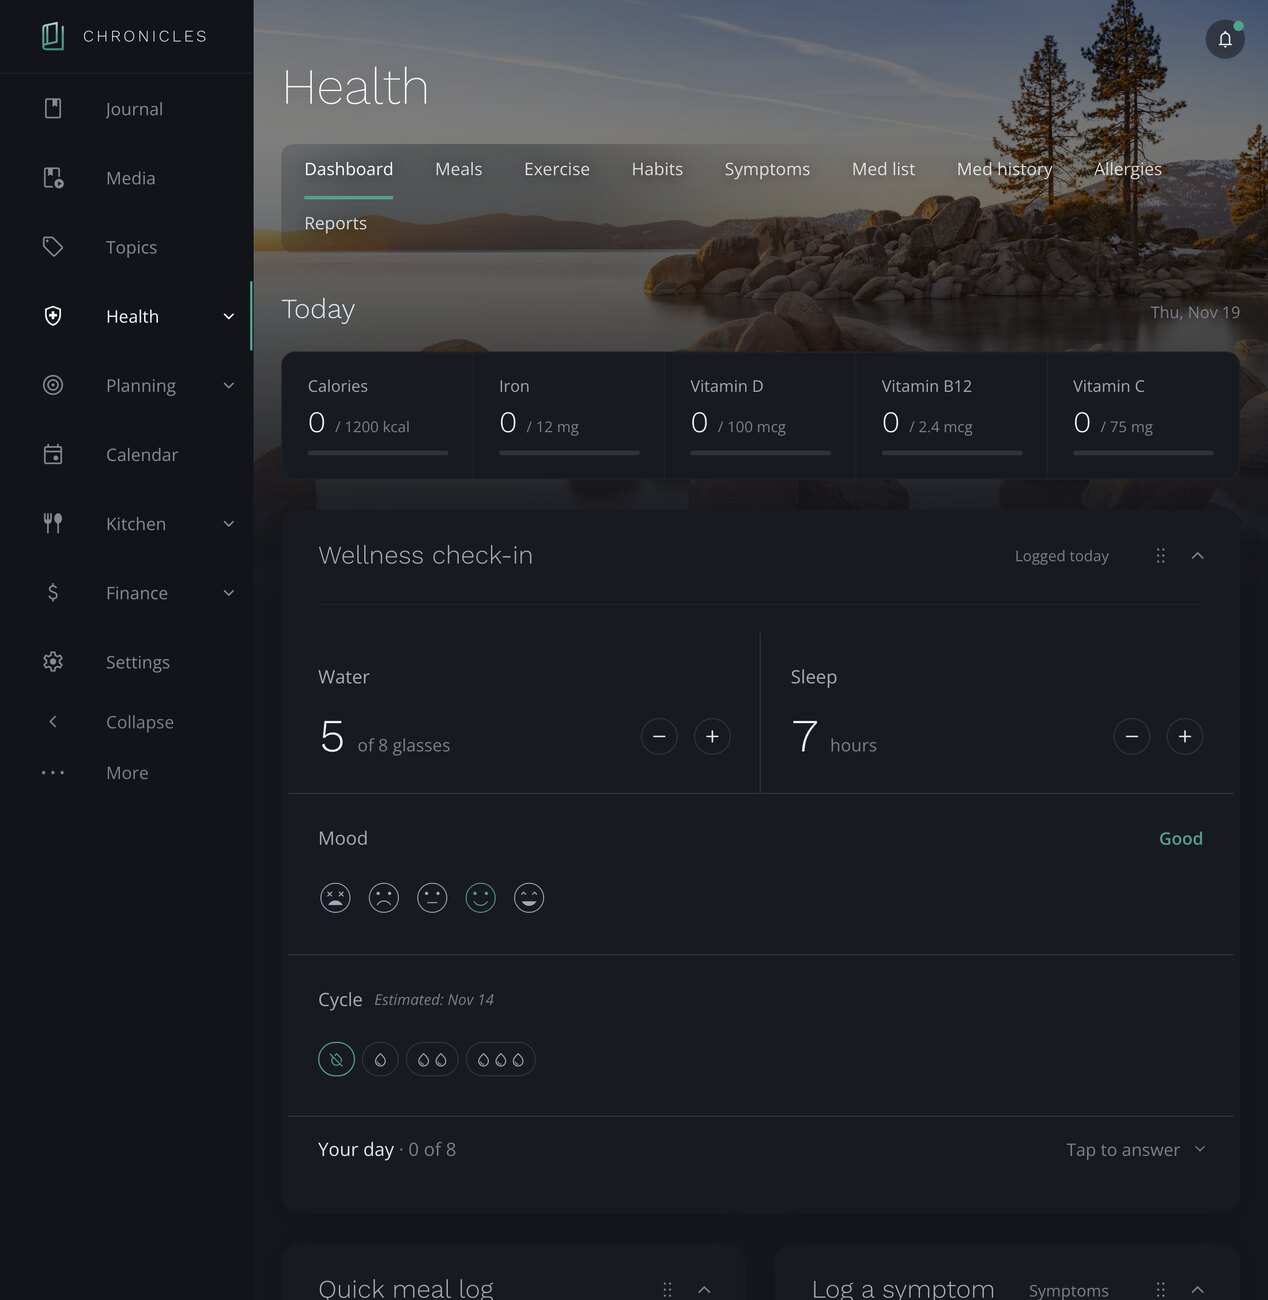 CHRONICLES
Journal
Media
Topics
Health
Planning
Calendar
Kitchen
Finance
Settings
Collapse
More
Health
Dashboard Meals Exercise Habits Symptoms Med list Med history Allergies
Reports
Today Thu, Nov 19
Calories Iron Vitamin D Vitamin B12 Vitamin C
0 / 1200 kcal 0 / 12 mg 0 / 100 mcg 0 / 2.4 mcg 0 / 75 mg
Wellness check-in Logged today
Water Sleep
5 of 8 glasses − + 7 hours − +
Mood Good
Cycle Estimated: Nov 14
Your day · 0 of 8 Tap to answer
Quick meal log Log a symptom Symptoms